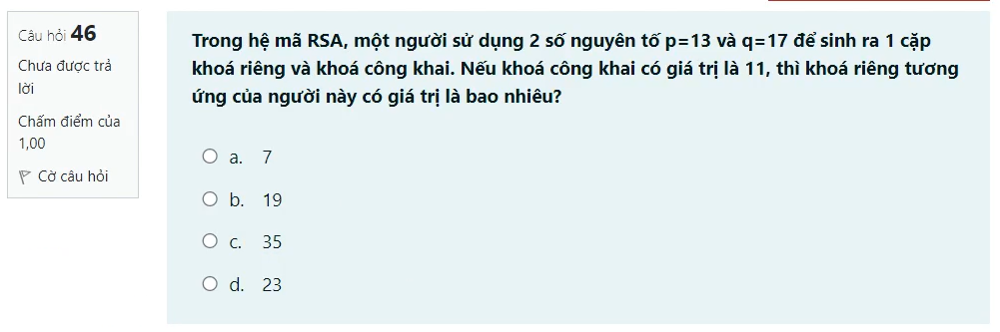 Câu hỏi 46
Chưa được trả
lời
Chấm điểm của
1,00
Cờ câu hỏi
Trong hệ mã RSA, một người sử dụng 2 số nguyên tố p=13 và q=17 để sinh ra 1 cặp
khoá riêng và khoá công khai. Nếu khoá công khai có giá trị là 11, thì khoá riêng tương
ứng của người này có giá trị là bao nhiêu?
a. 7
b. 19
c. 35
d. 23